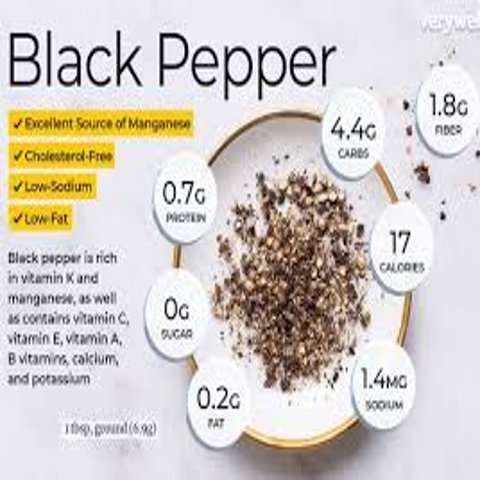 verywell
Black Pepper
✓ Excellent Source of Manganese
✓ Cholesterol-Free
✓ Low-Sodium
✓ Low-Fat
Black pepper is rich
in vitamin K and
manganese, as well
as contains vitamin C,
vitamin E, vitamin A,
B vitamins, calcium,
and potassium
1 tbsp, ground (6.9g)
1.8G
FIBER
4.4G
CARBS
0.7G
PROTEIN
17
CALORIES
0G
SUGAR
1.4MG
SODIUM
0.2G
FAT